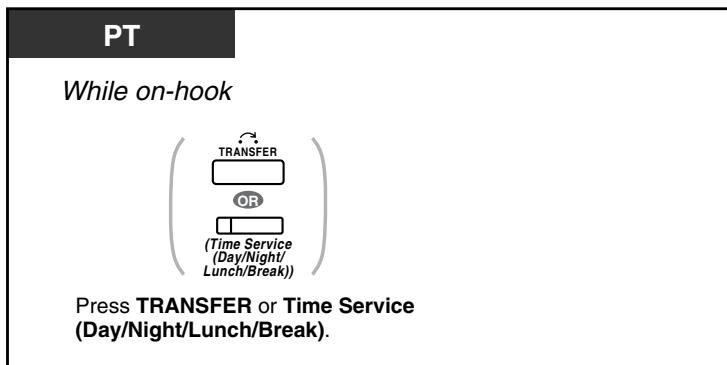 PT
While on-hook
TRANSFER
OR
(Time Service
(Day/Night/
Lunch/Break))
Press TRANSFER or Time Service
(Day/Night/Lunch/Break).